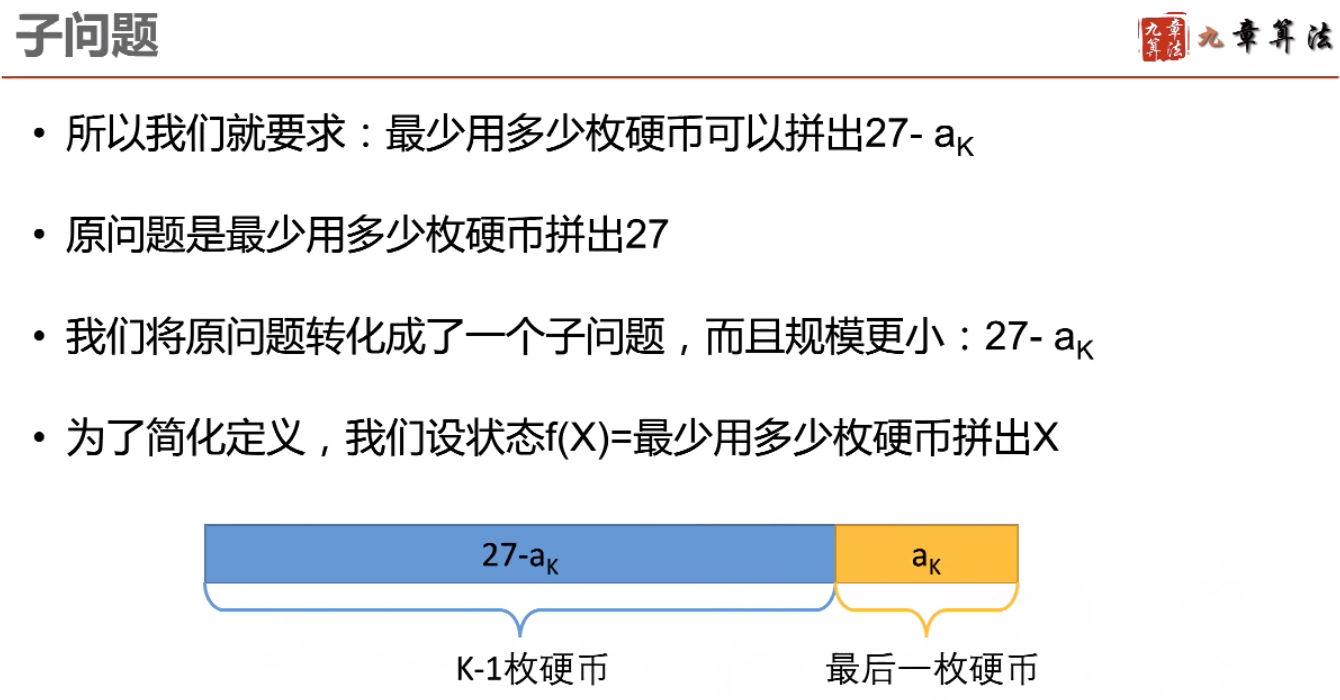 子问题
九章算法 九章算法
• 所以我们就要求：最少用多少枚硬币可以拼出27- aK
• 原问题是最少用多少枚硬币拼出27
• 我们将原问题转化成了一个子问题，而且规模更小：27- aK
• 为了简化定义，我们设状态f(X)=最少用多少枚硬币拼出X
27-aK aK
K-1枚硬币 最后一枚硬币